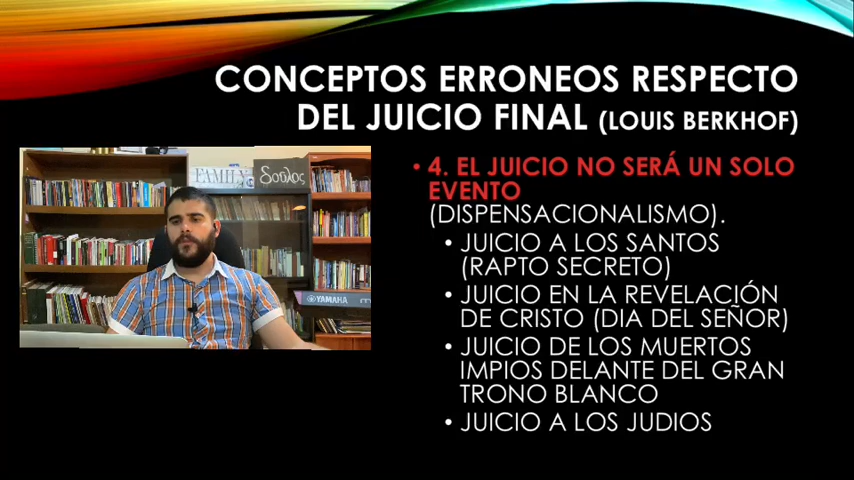 CONCEPTOS ERRONEOS RESPECTO
DEL JUICIO FINAL (LOUIS BERKHOF)
FAMILY
δοῦλος
YAMAHA
• 4. EL JUICIO NO SERÁ UN SOLO
EVENTO
(DISPENSACIONALISMO).
• JUICIO A LOS SANTOS
(RAPTO SECRETO)
• JUICIO EN LA REVELACIÓN
DE CRISTO (DIA DEL SEÑOR)
• JUICIO DE LOS MUERTOS
IMPIOS DELANTE DEL GRAN
TRONO BLANCO
• JUICIO A LOS JUDIOS